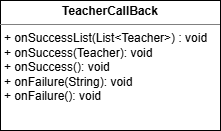 TeacherCallBack
+ onSuccessList(List<Teacher>) : void
+ onSuccess(Teacher): void
+ onSuccess(): void
+ onFailure(String): void
+ onFailure(): void